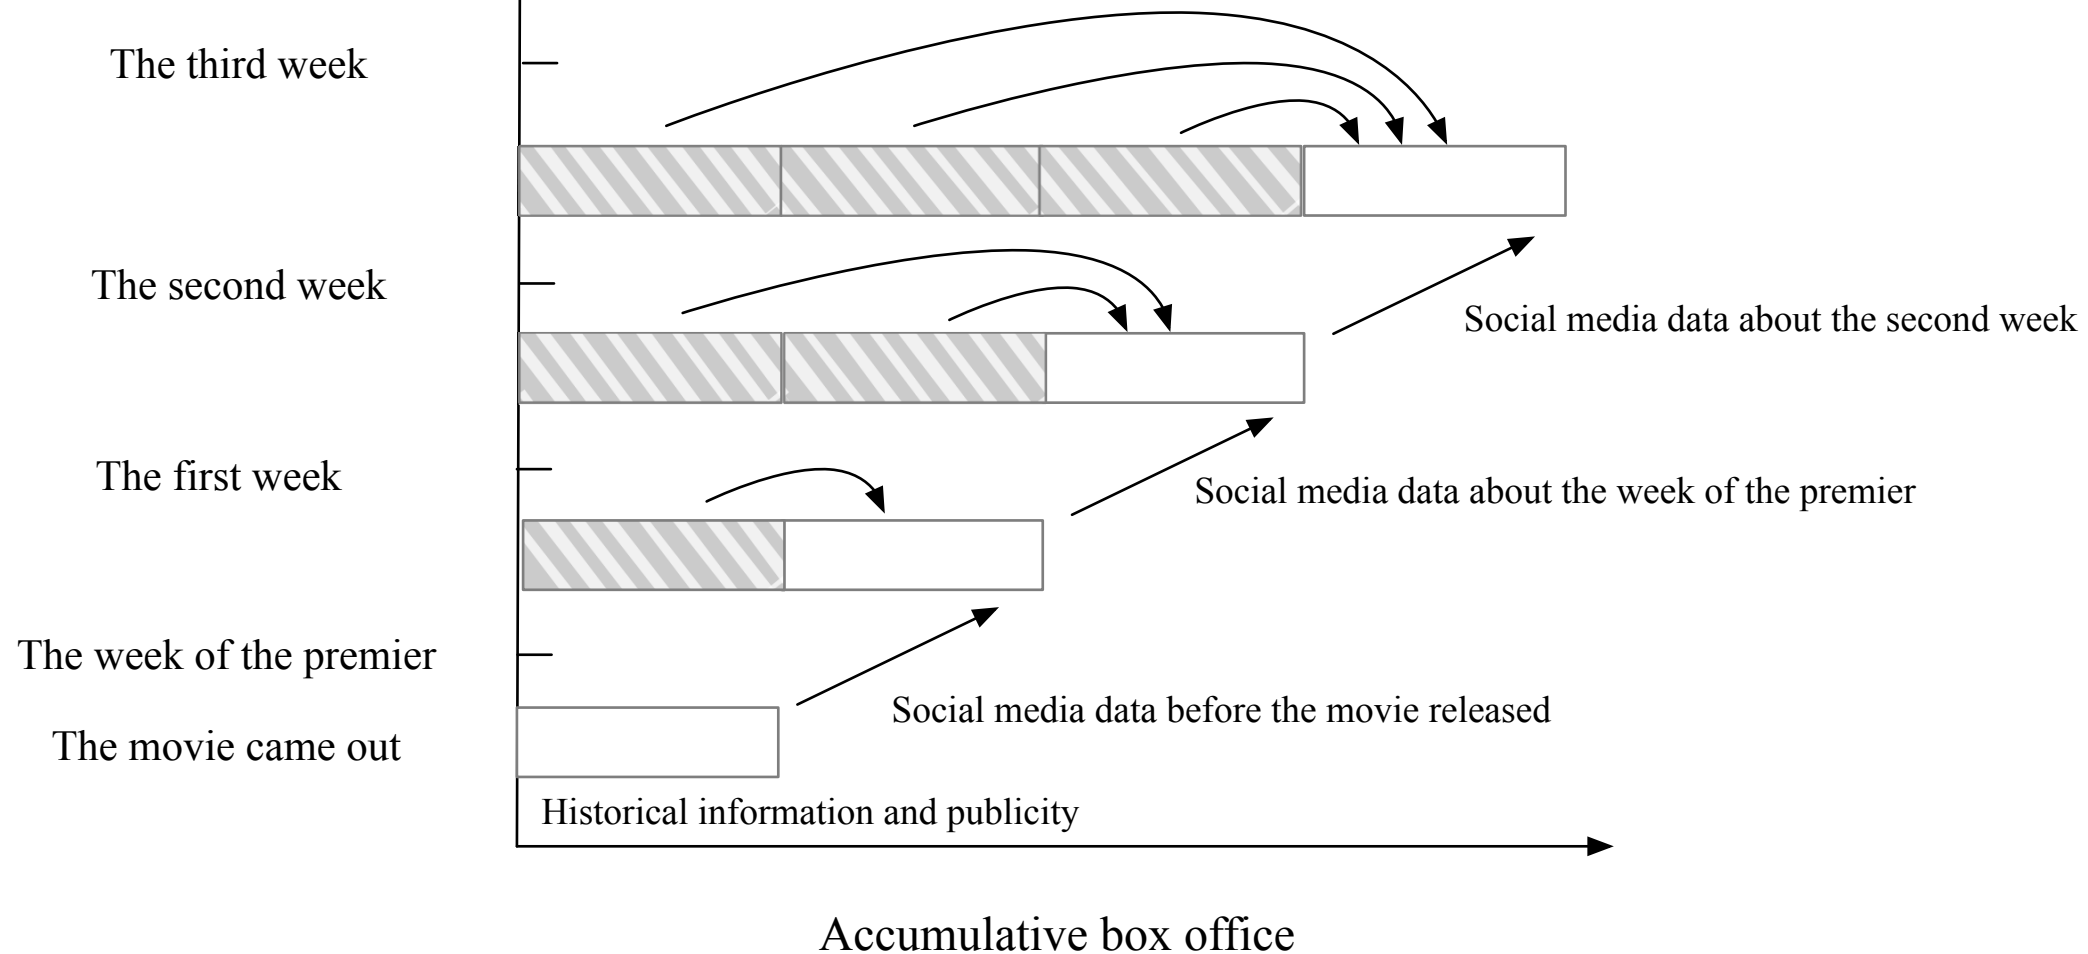 The third week
The second week
Social media data about the second week
The first week
Social media data about the week of the premier
The week of the premier
Social media data before the movie released
The movie came out
Historical information and publicity
Accumulative box office